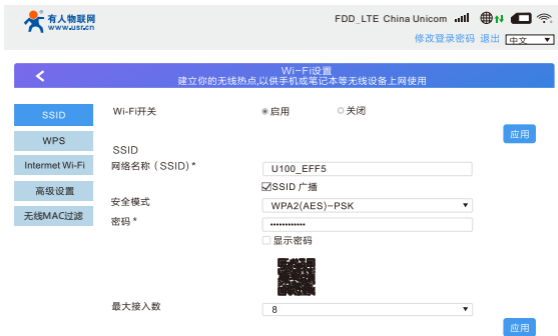 有人物联网
www.usr.cn
FDD_LTE China Unicom
修改登录密码 退出 中文
Wi-Fi设置
建立你的无线热点,以供手机或笔记本等无线设备上网使用
SSID
WPS
Internet Wi-Fi
高级设置
无线MAC过滤
Wi-Fi开关
启用
关闭
应用
SSID
网络名称（SSID）*
U100_EFF5
SSID 广播
安全模式
WPA2(AES)-PSK
密码 *
************
显示密码
最大接入数
8
应用